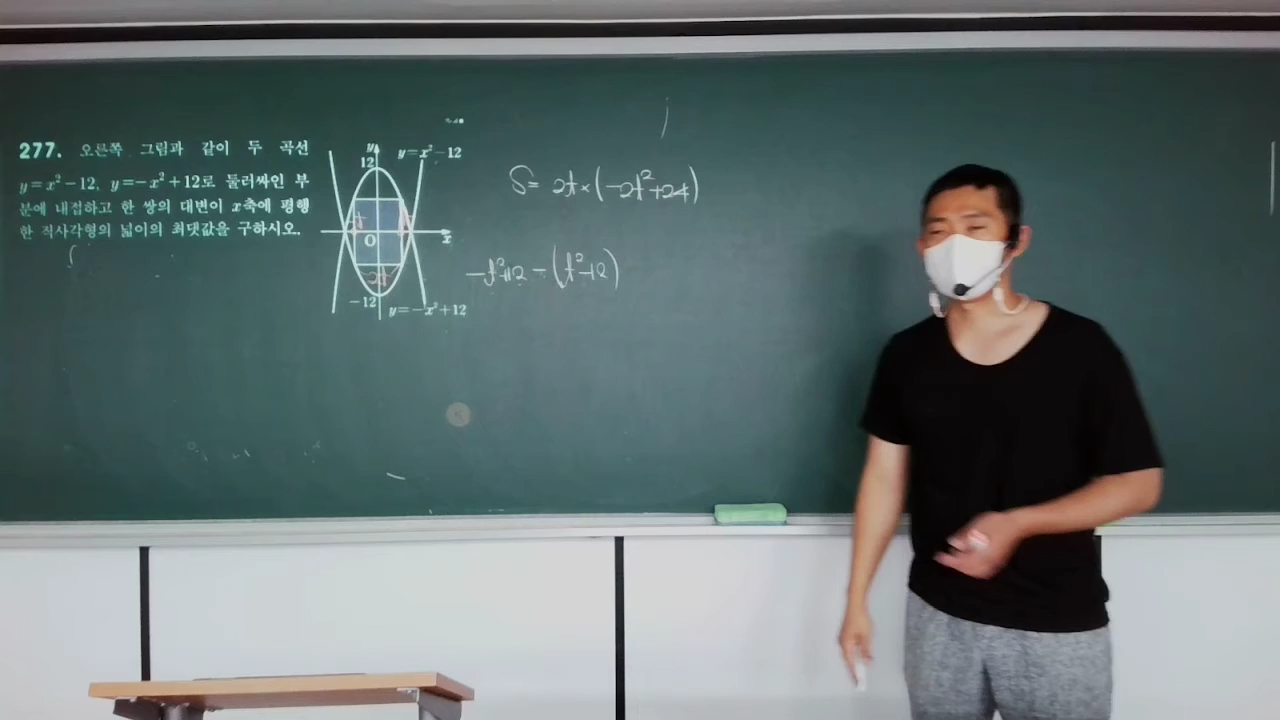 277. 오른쪽 그림과 같이 두 곡선
y=x²-12, y=-x²+12로 둘러싸인 부
분에 내접하고 한 쌍의 대변이 x축에 평행
한 직사각형의 넓이의 최댓값을 구하시오.
y
12
y=x²-12
O
x
-12
y=-x²+12
S= 2t×(-2t²+24)
-t²+12-(t²-12)